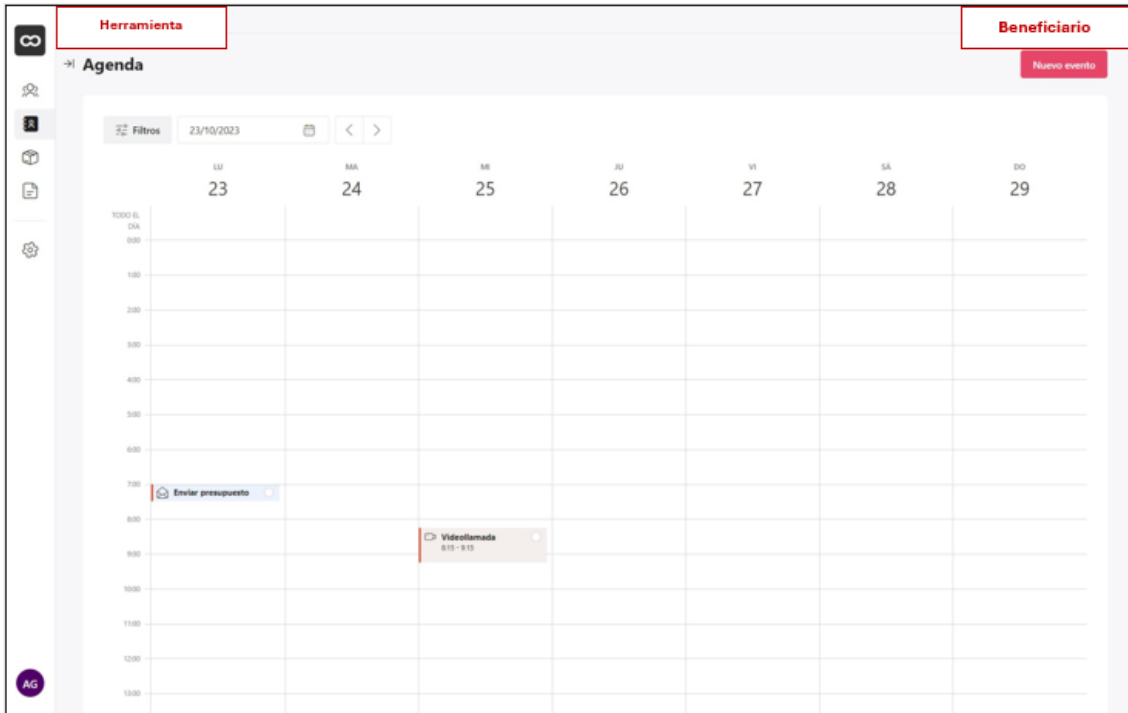 Herramienta
Beneficiario
Agenda
Nuevo evento
Filtros
23/10/2023
LU MA MI JU VI SÁ DO
23 24 25 26 27 28 29
TODO EL
DÍA
0:00
1:00
2:00
3:00
4:00
5:00
6:00
7:00
Enviar presupuesto
8:00
Videollamada
8:15 - 9:15
9:00
10:00
11:00
12:00
AG
13:00